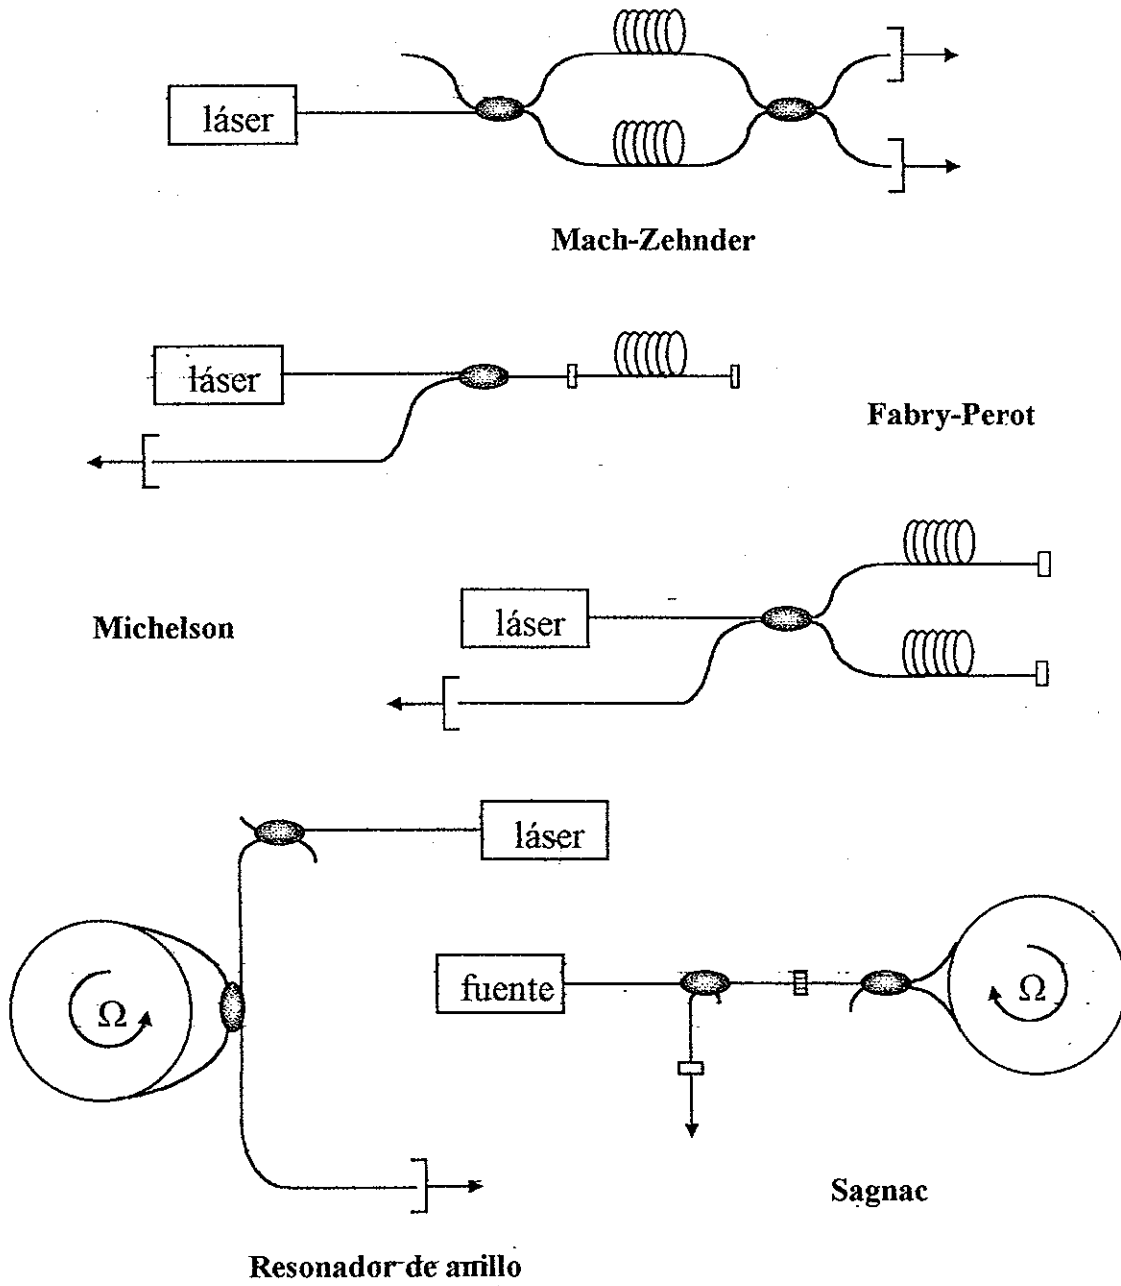 láser
Mach-Zehnder
láser
Fabry-Perot
láser
Michelson
láser
Ω
fuente
Ω
Sagnac
Resonador de anillo